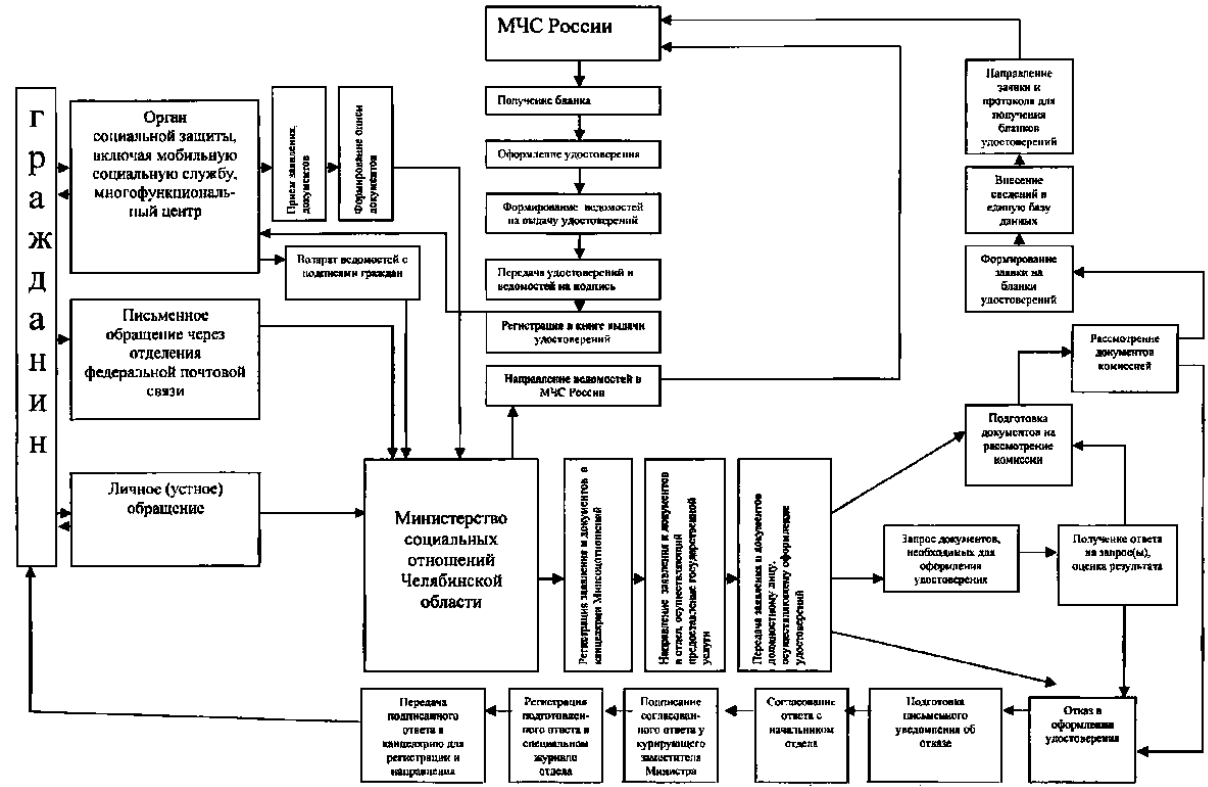 МЧС России
Получение бланка
Оформление удостоверения
Формирование ведомостей
на выдачу удостоверений
Передача удостоверений и
ведомостей на подпись
Регистрация в книге выдачи
удостоверений
Направление ведомостей в
МЧС России
Направление
заявки и
протокола для
получения
бланков
удостоверений
Внесение
сведений в
единую базу
данных
Формирование
заявки на
бланки
удостоверений
Рассмотрение
документов
комиссией
Подготовка
документов на
рассмотрение
комиссии
гражданин
Орган
социальной защиты,
включая мобильную
социальную службу,
многофункциональ-
ный центр
Прием заявления,
документов
Формирование описи
документов
Возврат ведомостей с
подписями граждан
Письменное
обращение через
отделения
федеральной почтовой
связи
Личное (устное)
обращение
Министерство
социальных
отношений
Челябинской
области
Регистрация заявления и документов в
канцелярии Минсоцотношений
Направление заявления и документов
в отдел, осуществляющий
предоставление государственной
услуги
Передача заявления и документов
должностному лицу,
осуществляющему оформление
удостоверений
Запрос документов,
необходимых для
оформления
удостоверения
Получение ответа
на запрос(ы),
оценка результата
Отказ в
оформлении
удостоверения
Подготовка
письменного
уведомления об
отказе
Согласование
ответа с
начальником
отдела
Подписание
согласован-
ного ответа у
курирующего
заместителя
Министра
Регистрация
подготовлен-
ного ответа в
специальном
журнале
отдела
Передача
подписанного
ответа в
канцелярию для
регистрации и
направления